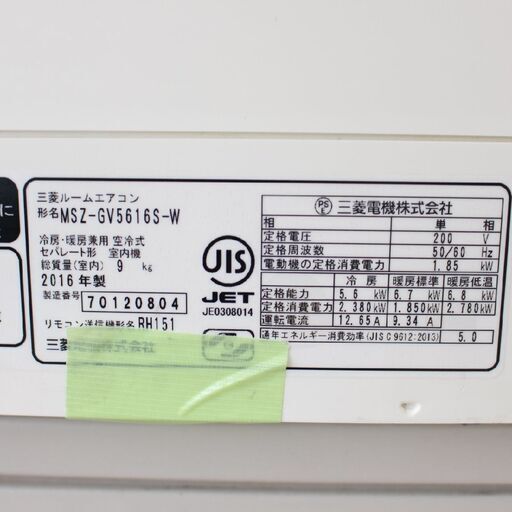 に
三菱ルームエアコン
形名 MSZ-GV5616S-W
冷房・暖房兼用 空冷式
セパレート形 室内機
総質量(室内) 9 kg
2016 年製
製造番号 70120804
リモコン送信機形名 RH151
三菱
JIS
JET
JE0308014
PS E 三菱電機株式会社
相 単 相
定格電圧 200 V
定格周波数 50/60 Hz
電動機の定格消費電力 1.85 kW
冷 房 暖房標準 暖房低温
定格能力 5.6 kW 6.7 kW 6.8 kW
定格消費電力 2.380 kW 1.850 kW 2.780 kW
運転電流 12.65 A 9.34 A
通年エネルギー消費効率(JIS C 9612:2013) 5.0